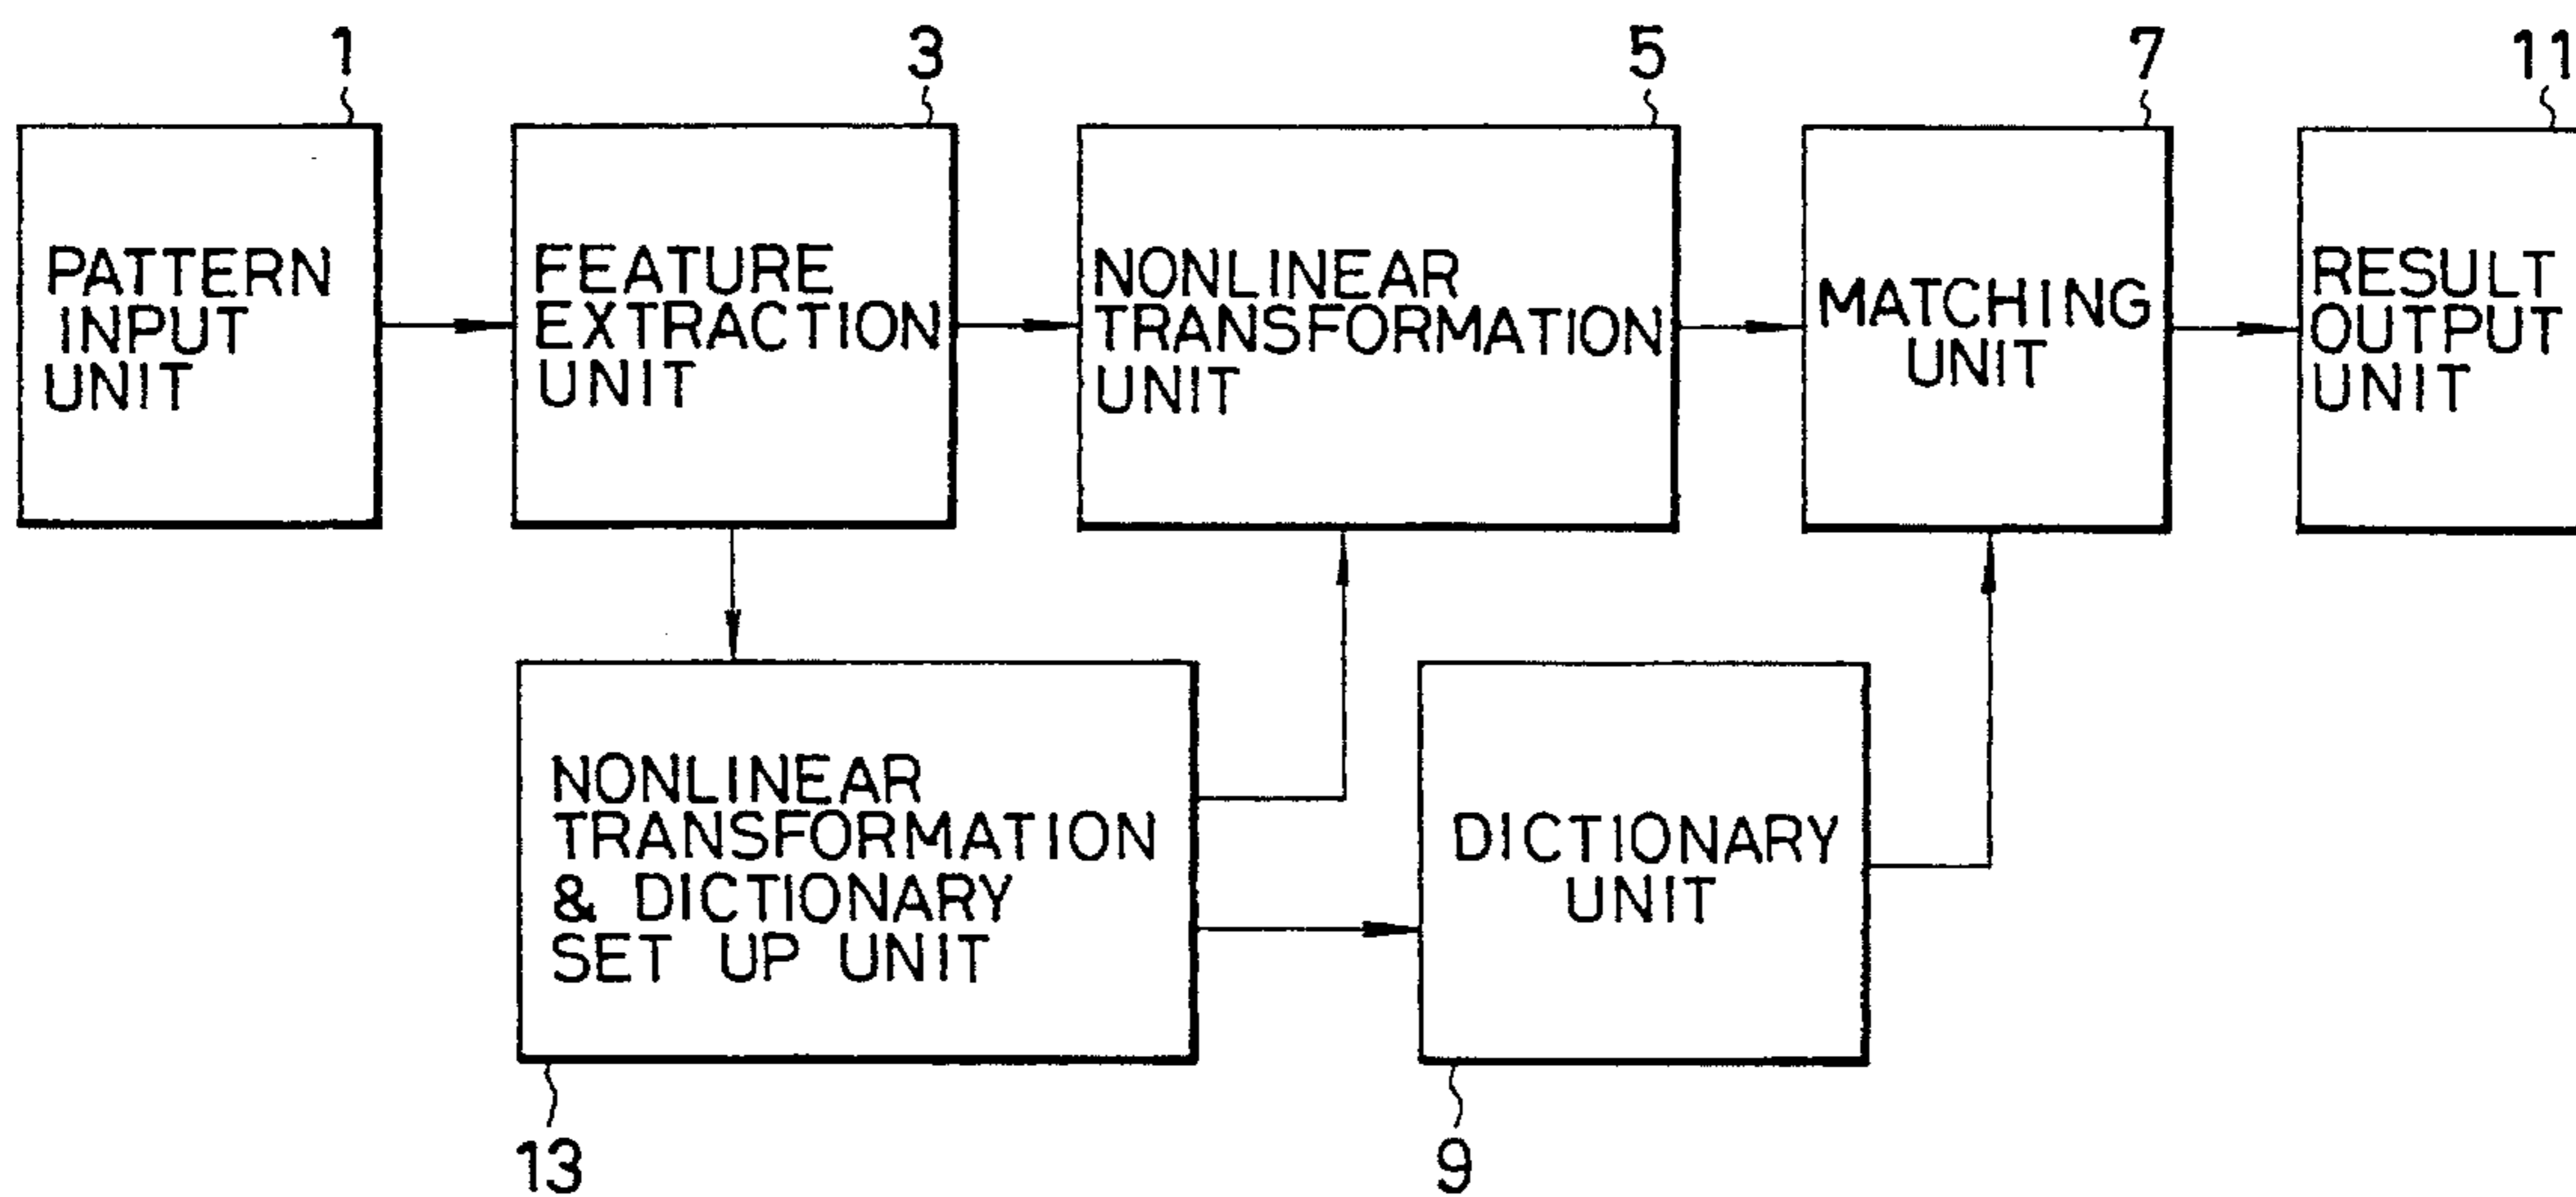 1
3
5
7
11
PATTERN
INPUT
UNIT
FEATURE
EXTRACTION
UNIT
NONLINEAR
TRANSFORMATION
UNIT
MATCHING
UNIT
RESULT
OUTPUT
UNIT
NONLINEAR
TRANSFORMATION
& DICTIONARY
SET UP UNIT
DICTIONARY
UNIT
13
9